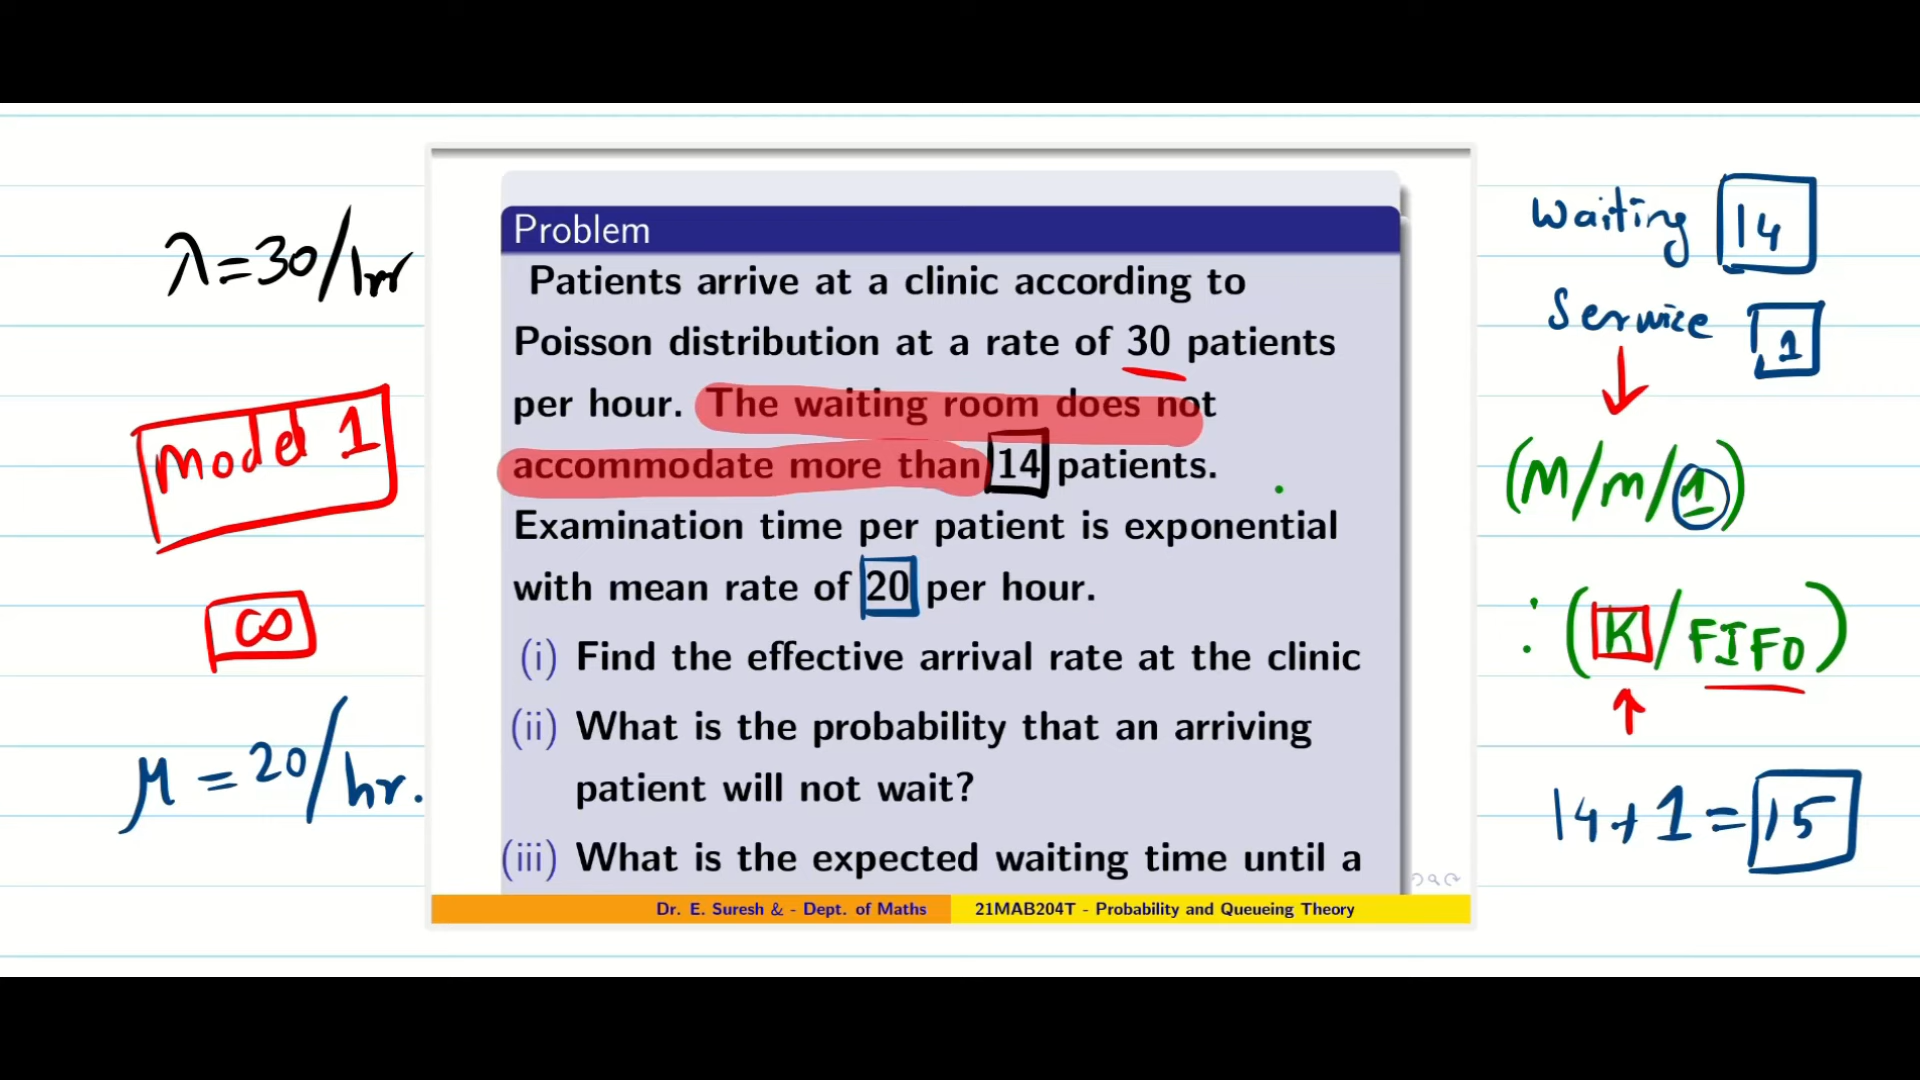 λ=30/hr
Model 1
∞
μ = 20/hr.
Problem
Patients arrive at a clinic according to
Poisson distribution at a rate of 30 patients
per hour. The waiting room does not
accommodate more than 14 patients.
Examination time per patient is exponential
with mean rate of 20 per hour.
(i) Find the effective arrival rate at the clinic
(ii) What is the probability that an arriving
patient will not wait?
(iii) What is the expected waiting time until a
Dr. E. Suresh & - Dept. of Maths
21MAB204T - Probability and Queueing Theory
Waiting 14
Service 1
(M/M/1)
: (K/FIFO)
14+1=15